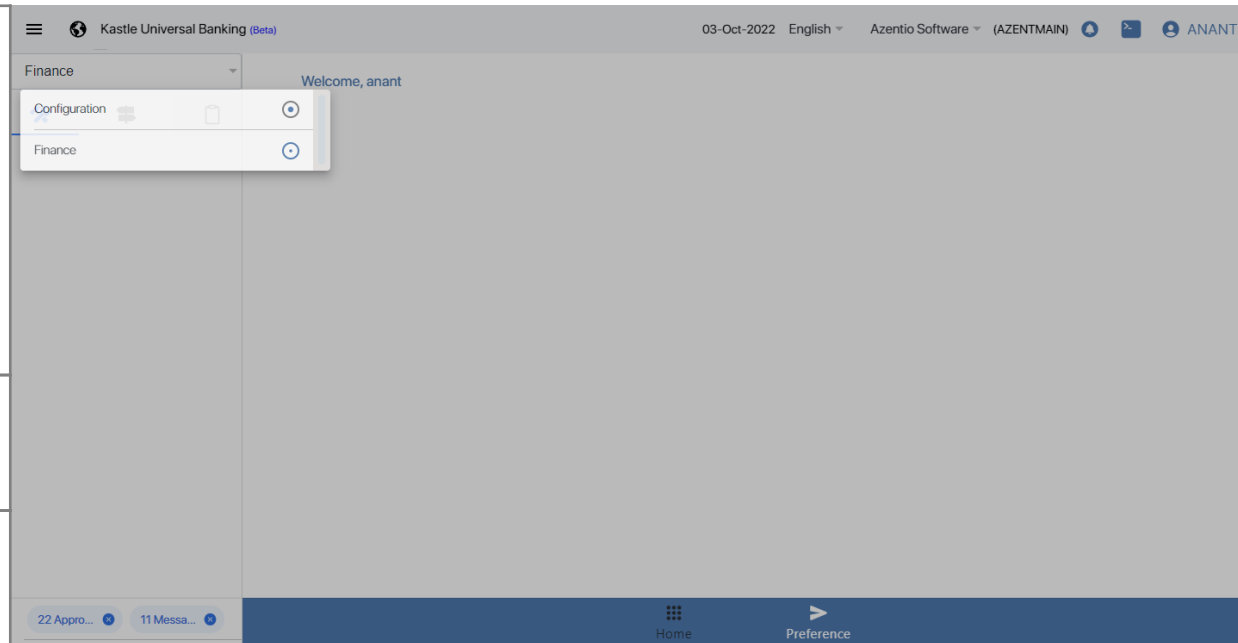 Kastle Universal Banking (Beta)
03-Oct-2022 English Azentio Software (AZENTMAIN) ANANT
Finance
Welcome, anant
Configuration
Finance
22 Appro... 11 Messa...
Home Preference